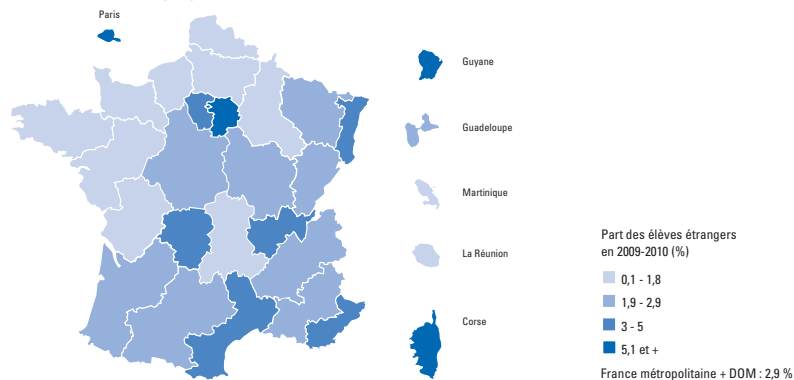 Paris
Guyane
Guadeloupe
Martinique
La Réunion
Corse
Part des élèves étrangers
en 2009-2010 (%)
0,1 - 1,8
1,9 - 2,9
3 - 5
5,1 et +
France métropolitaine + DOM : 2,9 %